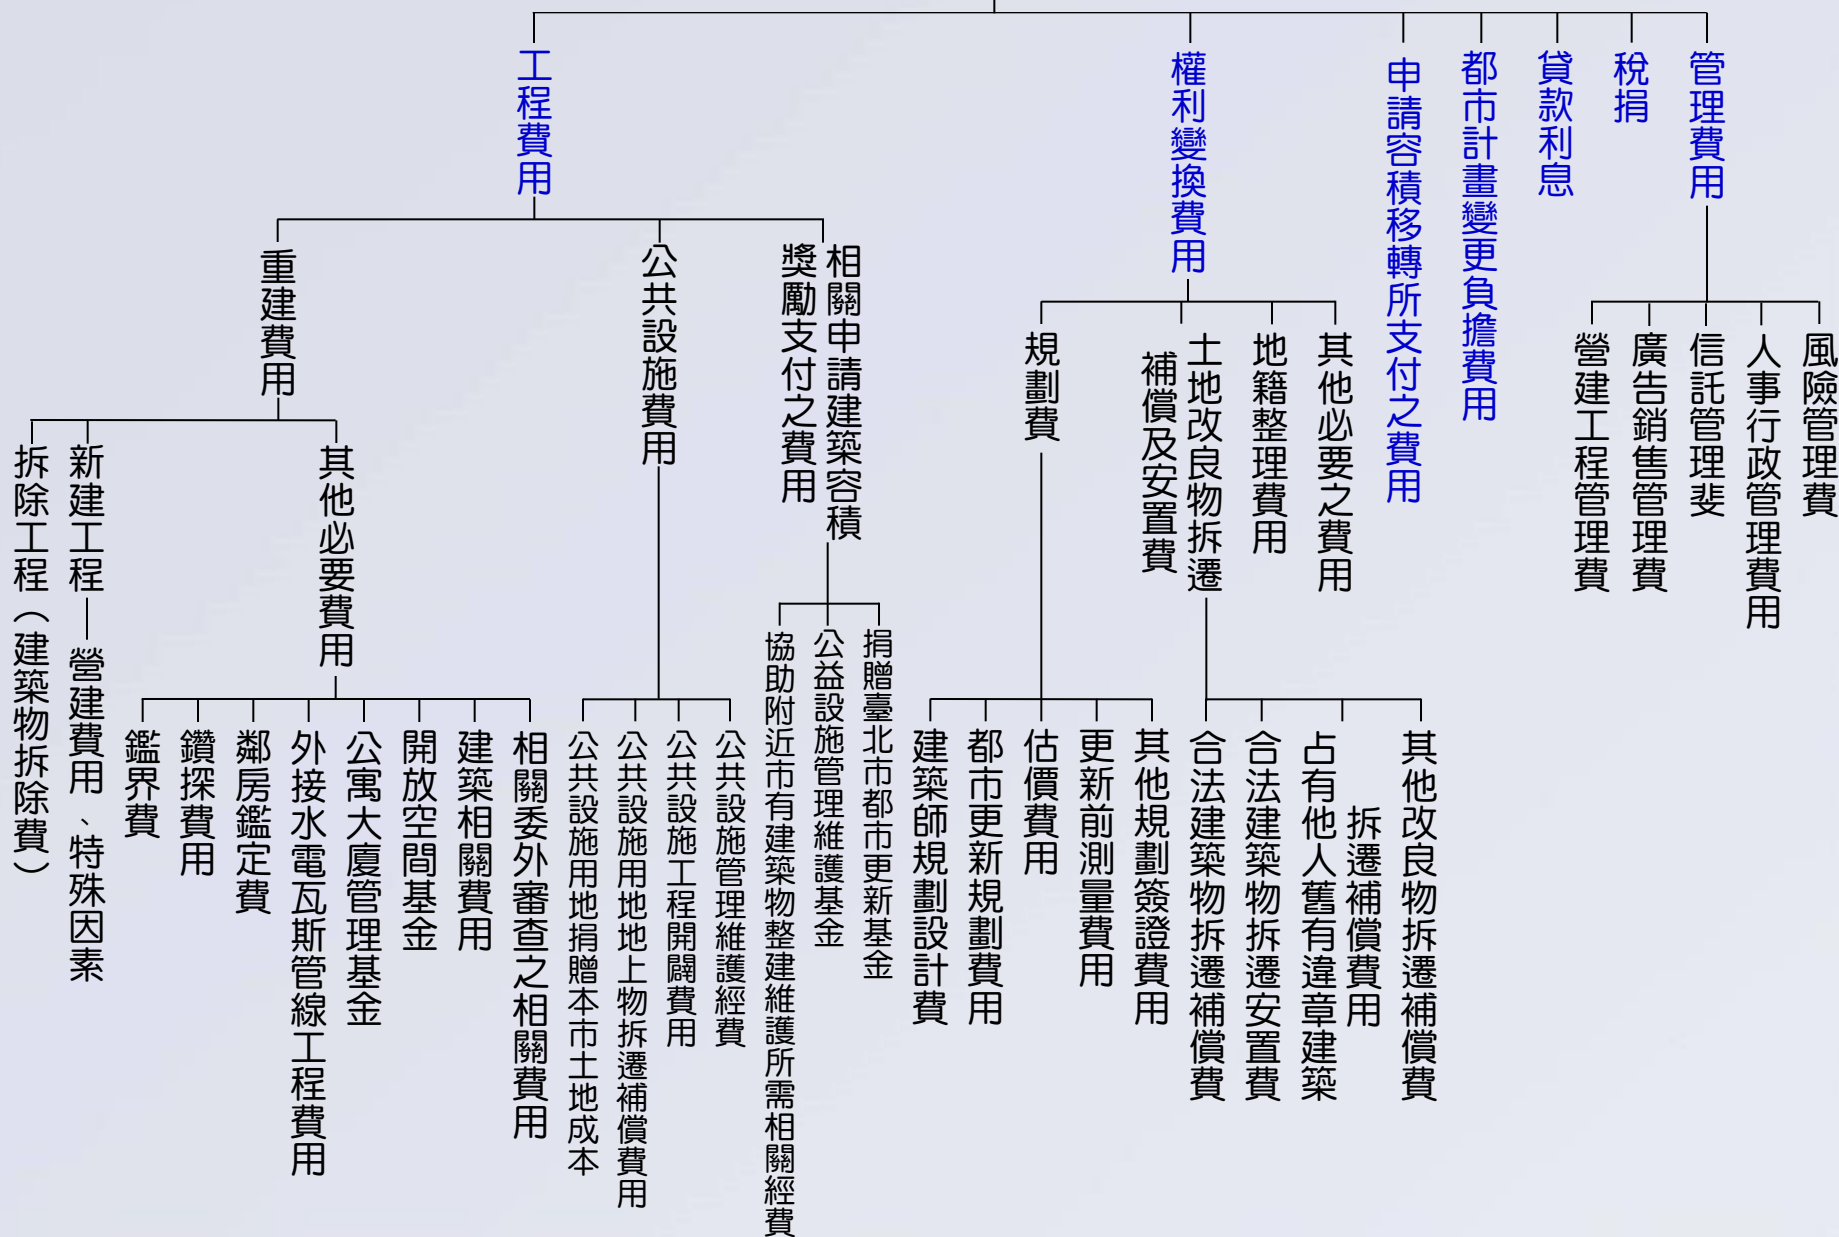 工程費用
權利變換費用
申請容積移轉所支付之費用
都市計畫變更負擔費用
貸款利息
稅捐
管理費用
重建費用
公共設施費用
相關申請建築容積
獎勵支付之費用
規劃費
土地改良物拆遷
補償及安置費
地籍整理費用
其他必要之費用
營建工程管理費
廣告銷售管理費
信託管理斐
人事行政管理費用
風險管理費
拆除工程（建築物拆除費）
新建工程
營建費用、特殊因素
其他必要費用
鑑界費
鑽探費用
鄰房鑑定費
外接水電瓦斯管線工程費用
公寓大廈管理基金
開放空間基金
建築相關費用
相關委外審查之相關費用
公共設施用地捐贈本市土地成本
公共設施用地地上物拆遷補償費用
公共設施工程開闢費用
公共設施管理維護經費
協助附近市有建築物整建維護所需相關經費
公益設施管理維護基金
捐贈臺北市都市更新基金
建築師規劃設計費
都市更新規劃費用
估價費用
更新前測量費用
其他規劃簽證費用
合法建築物拆遷補償費
合法建築物拆遷安置費
占有他人舊有違章建築
拆遷補償費用
其他改良物拆遷補償費